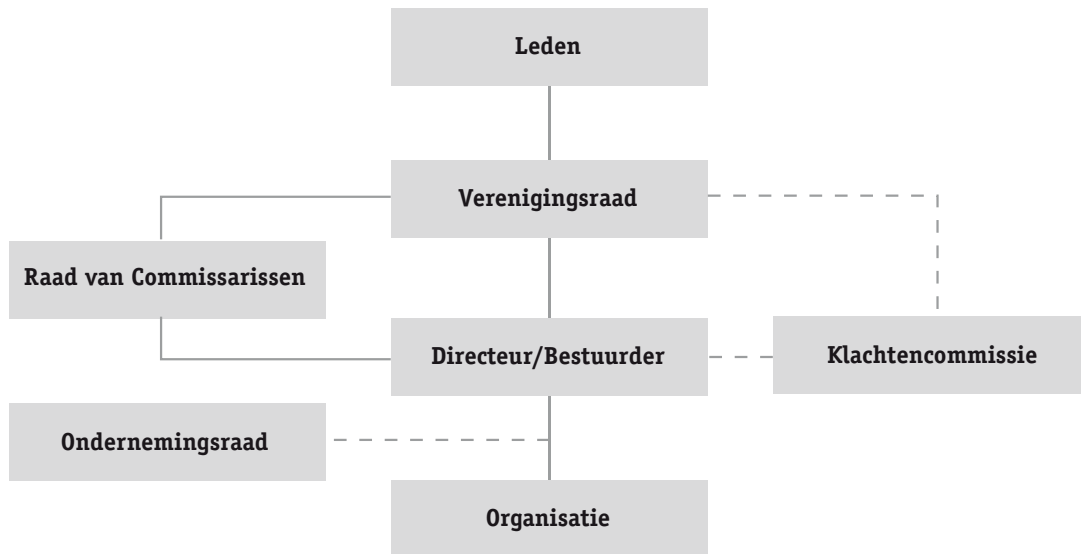 Leden
Verenigingsraad
Raad van Commissarissen
Directeur/Bestuurder
Klachtencommissie
Ondernemingsraad
Organisatie